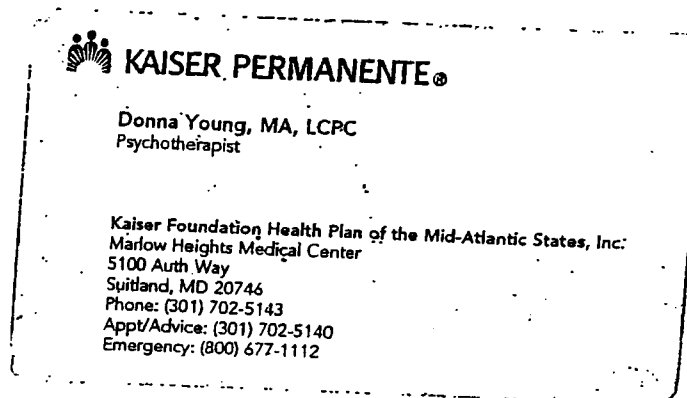 KAISER PERMANENTE®
Donna Young, MA, LCPC
Psychotherapist
Kaiser Foundation Health Plan of the Mid-Atlantic States, Inc.
Marlow Heights Medical Center
5100 Auth Way
Suitland, MD 20746
Phone: (301) 702-5143
Appt/Advice: (301) 702-5140
Emergency: (800) 677-1112